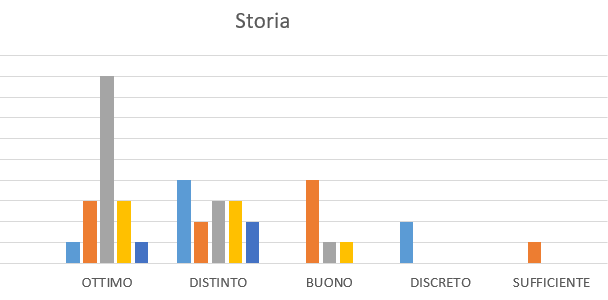 Storia
OTTIMO DISTINTO BUONO DISCRETO SUFFICIENTE